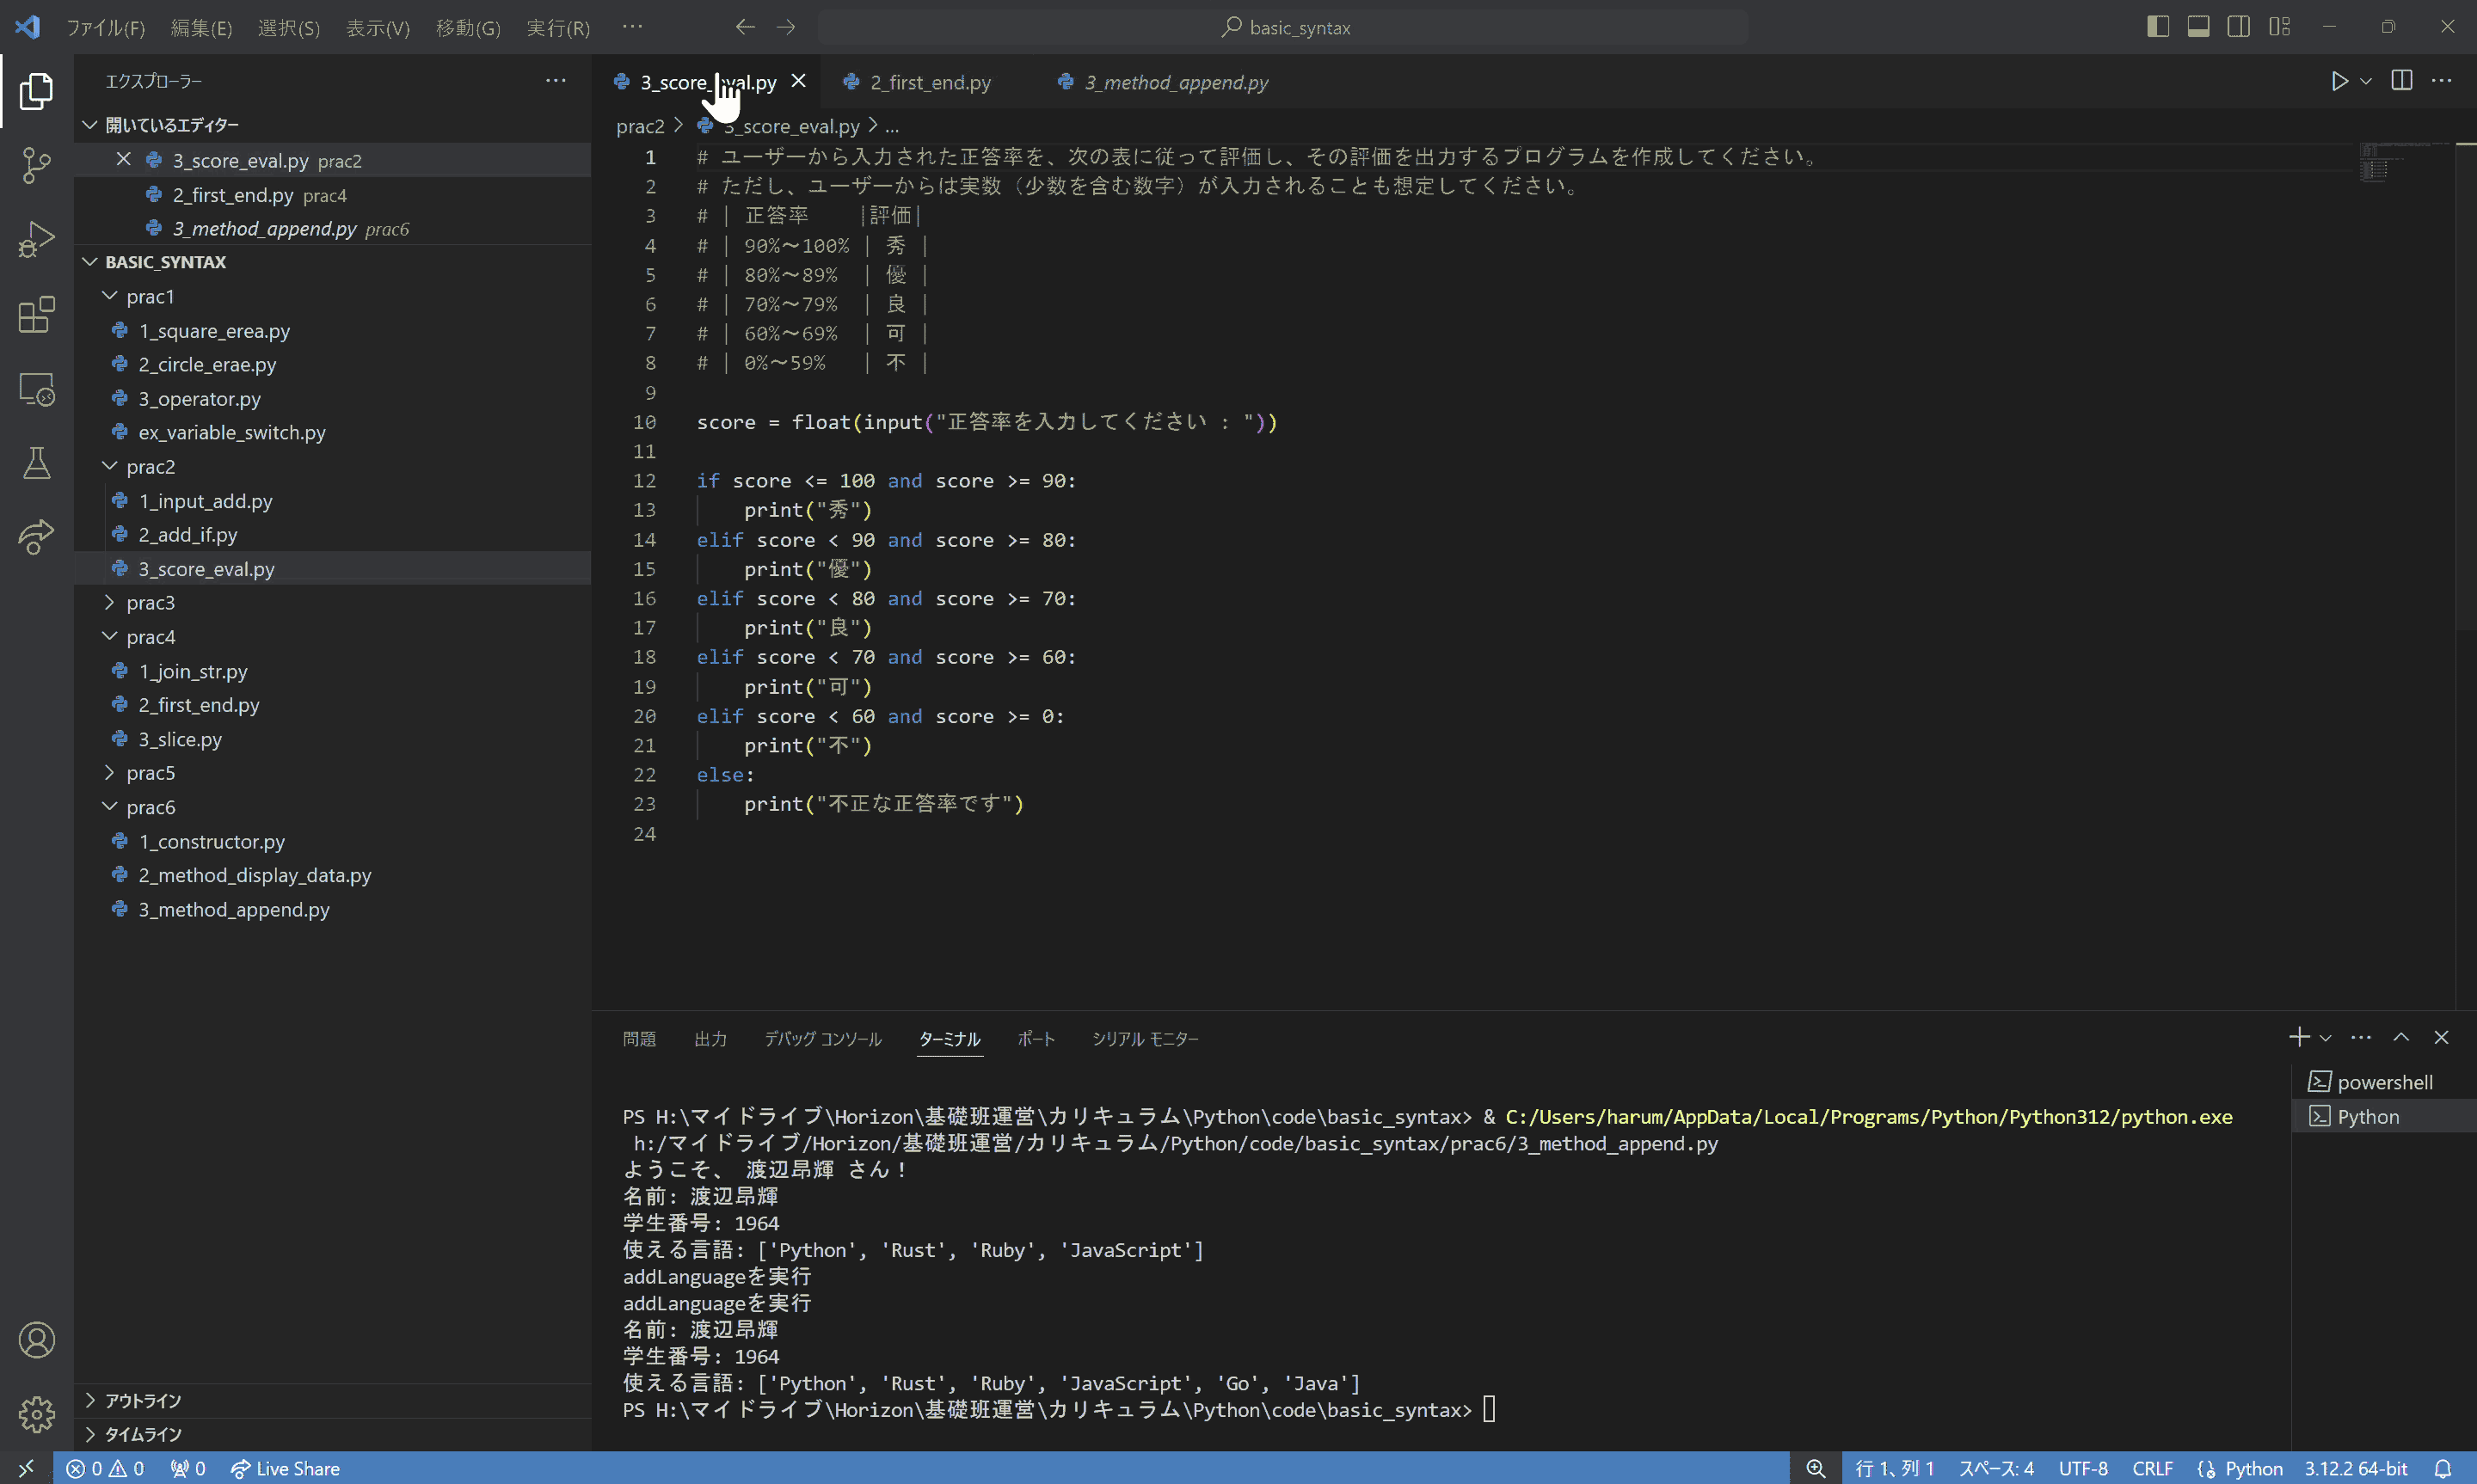 ファイル(F) 編集(E) 選択(S) 表示(V) 移動(G) 実行(R) … basic_syntax
エクスプローラー …
開いているエディター
3_score_eval.py prac2
2_first_end.py prac4
3_method_append.py prac6
BASIC_SYNTAX
prac1
1_square_erea.py
2_circle_erae.py
3_operator.py
ex_variable_switch.py
prac2
1_input_add.py
2_add_if.py
3_score_eval.py
prac3
prac4
1_join_str.py
2_first_end.py
3_slice.py
prac5
prac6
1_constructor.py
2_method_display_data.py
3_method_append.py
アウトライン
タイムライン
3_score_eval.py 2_first_end.py 3_method_append.py
prac2 > 3_score_eval.py > ...
1 # ユーザーから入力された正答率を、次の表に従って評価し、その評価を出力するプログラムを作成してください。
2 # ただし、ユーザーからは実数（少数を含む数字）が入力されることも想定してください。
3 # | 正答率 |評価|
4 # | 90%～100% | 秀 |
5 # | 80%～89% | 優 |
6 # | 70%～79% | 良 |
7 # | 60%～69% | 可 |
8 # | 0%～59% | 不 |
9
10 score = float(input("正答率を入力してください : "))
11
12 if score <= 100 and score >= 90:
13 print("秀")
14 elif score < 90 and score >= 80:
15 print("優")
16 elif score < 80 and score >= 70:
17 print("良")
18 elif score < 70 and score >= 60:
19 print("可")
20 elif score < 60 and score >= 0:
21 print("不")
22 else:
23 print("不正な正答率です")
24
問題 出力 デバッグ コンソール ターミナル ポート シリアル モニター
powershell
Python
PS H:\マイドライブ\Horizon\基礎班運営\カリキュラム\Python\code\basic_syntax> & C:/Users/harum/AppData/Local/Programs/Python/Python312/python.exe
h:/マイドライブ/Horizon/基礎班運営/カリキュラム/Python/code/basic_syntax/prac6/3_method_append.py
ようこそ、 渡辺昂輝 さん！
名前: 渡辺昂輝
学生番号: 1964
使える言語: ['Python', 'Rust', 'Ruby', 'JavaScript']
addLanguageを実行
addLanguageを実行
名前: 渡辺昂輝
学生番号: 1964
使える言語: ['Python', 'Rust', 'Ruby', 'JavaScript', 'Go', 'Java']
PS H:\マイドライブ\Horizon\基礎班運営\カリキュラム\Python\code\basic_syntax>
0 0 0 Live Share 行 1、列 1 スペース: 4 UTF-8 CRLF Python 3.12.2 64-bit